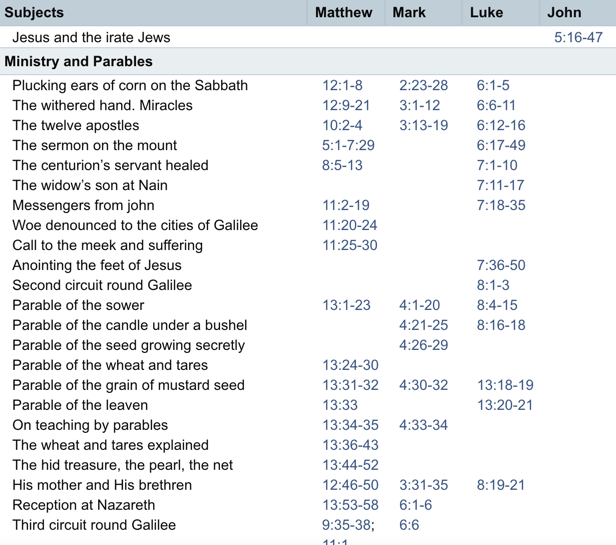 Subjects Matthew Mark Luke John
Jesus and the irate Jews 5:16-47
Ministry and Parables
Plucking ears of corn on the Sabbath 12:1-8 2:23-28 6:1-5
The withered hand. Miracles 12:9-21 3:1-12 6:6-11
The twelve apostles 10:2-4 3:13-19 6:12-16
The sermon on the mount 5:1-7:29 6:17-49
The centurion's servant healed 8:5-13 7:1-10
The widow's son at Nain 7:11-17
Messengers from john 11:2-19 7:18-35
Woe denounced to the cities of Galilee 11:20-24
Call to the meek and suffering 11:25-30
Anointing the feet of Jesus 7:36-50
Second circuit round Galilee 8:1-3
Parable of the sower 13:1-23 4:1-20 8:4-15
Parable of the candle under a bushel 4:21-25 8:16-18
Parable of the seed growing secretly 4:26-29
Parable of the wheat and tares 13:24-30
Parable of the grain of mustard seed 13:31-32 4:30-32 13:18-19
Parable of the leaven 13:33 13:20-21
On teaching by parables 13:34-35 4:33-34
The wheat and tares explained 13:36-43
The hid treasure, the pearl, the net 13:44-52
His mother and His brethren 12:46-50 3:31-35 8:19-21
Reception at Nazareth 13:53-58 6:1-6
Third circuit round Galilee 9:35-38; 6:6
11:1